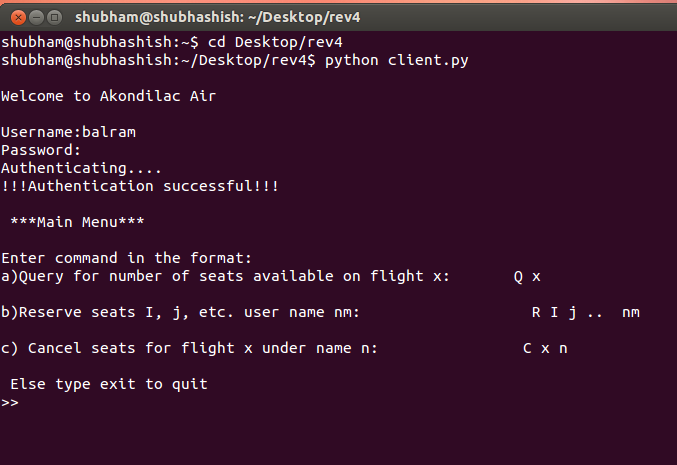 shubham@shubhashish: ~/Desktop/rev4
shubham@shubhashish:~$ cd Desktop/rev4
shubham@shubhashish:~/Desktop/rev4$ python client.py
Welcome to Akondilac Air
Username:balram
Password:
Authenticating....
!!!Authentication successful!!!
***Main Menu***
Enter command in the format:
a)Query for number of seats available on flight x: Q x
b)Reserve seats I, j, etc. user name nm: R I j .. nm
c) Cancel seats for flight x under name n: C x n
Else type exit to quit
>>